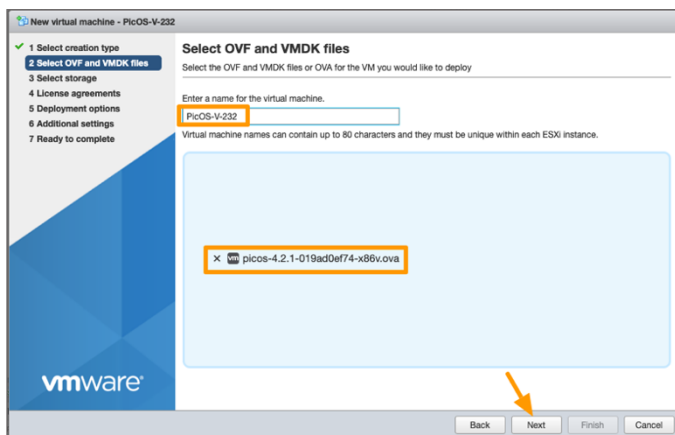 New virtual machine - PicOS-V-232
1 Select creation type
2 Select OVF and VMDK files
3 Select storage
4 License agreements
5 Deployment options
6 Additional settings
7 Ready to complete
Select OVF and VMDK files
Select the OVF and VMDK files or OVA for the VM you would like to deploy
Enter a name for the virtual machine.
PicOS-V-232
Virtual machine names can contain up to 80 characters and they must be unique within each ESXi instance.
× vm picos-4.2.1-019ad0ef74-x86v.ova
vmware®
Back Next Finish Cancel